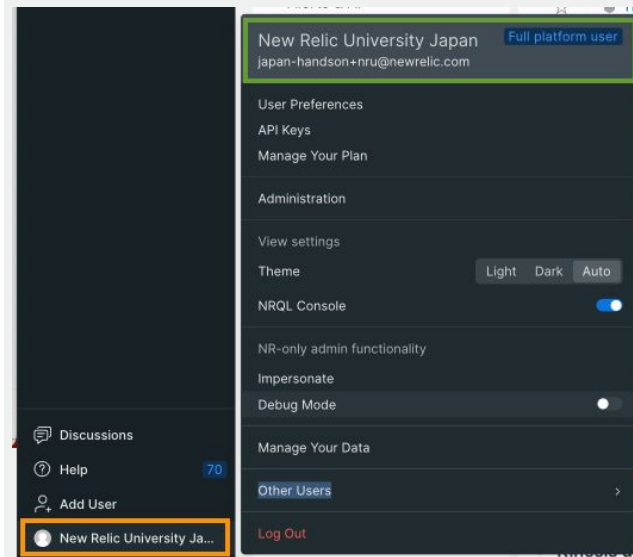 New Relic University Japan
Full platform user
japan-handson+nru@newrelic.com
User Preferences
API Keys
Manage Your Plan
Administration
View settings
Theme
Light Dark Auto
NRQL Console
NR-only admin functionality
Impersonate
Debug Mode
Manage Your Data
Other Users
Log Out
Discussions
Help 70
Add User
New Relic University Ja...